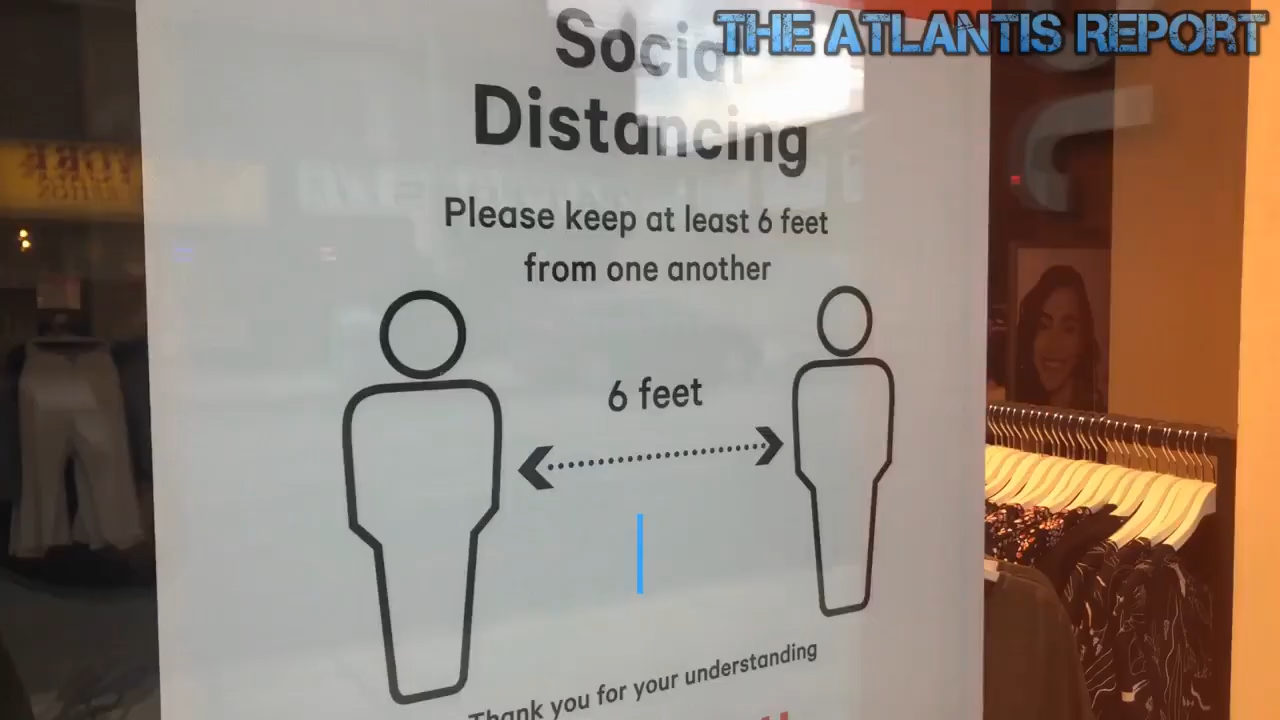 THE ATLANTIS REPORT
Social
Distancing
Please keep at least 6 feet
from one another
6 feet
Thank you for your understanding